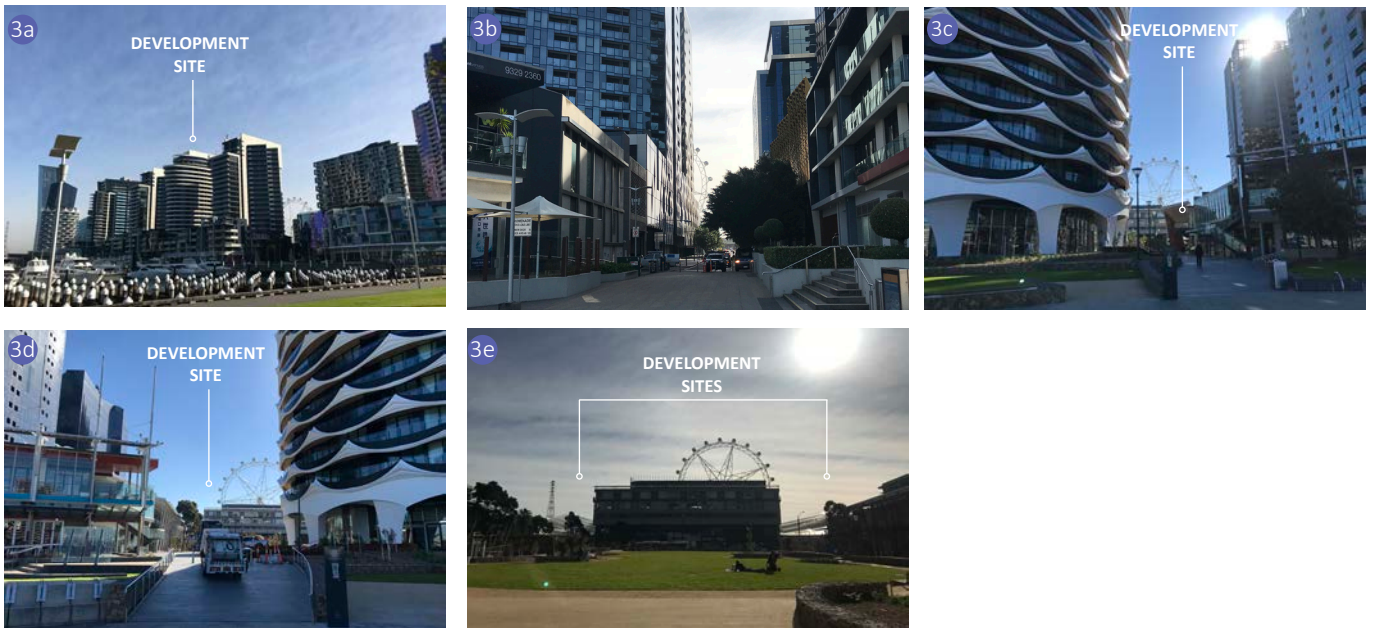 3a
DEVELOPMENT
SITE
3b
9329 2360
3c
DEVELOPMENT
SITE
3d
DEVELOPMENT
SITE
3e
DEVELOPMENT
SITES